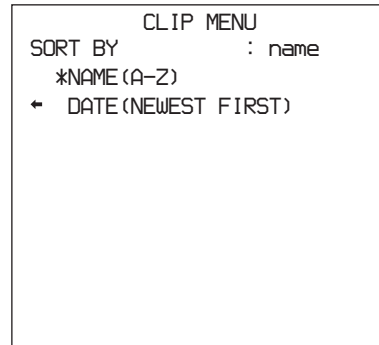 CLIP MENU
SORT BY : name
*NAME(A-Z)
← DATE(NEWEST FIRST)